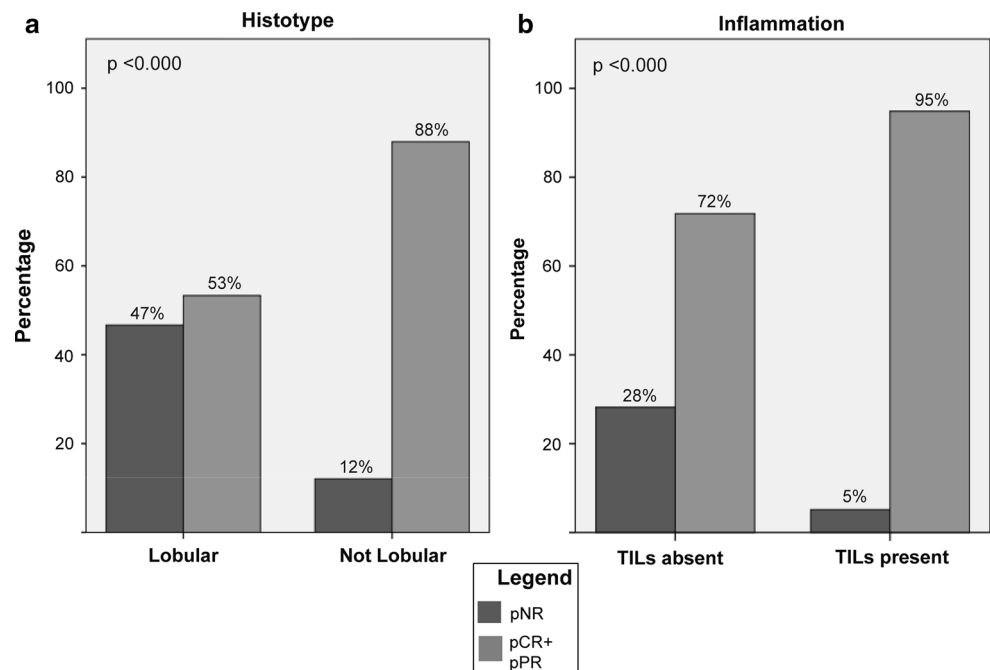 a
Histotype
p <0.000
Percentage
100
80
60
40
20
47%
53%
12%
88%
Lobular
Not Lobular
b
Inflammation
p <0.000
Percentage
100
80
60
40
20
28%
72%
5%
95%
TILs absent
TILs present
Legend
pNR
pCR+
pPR